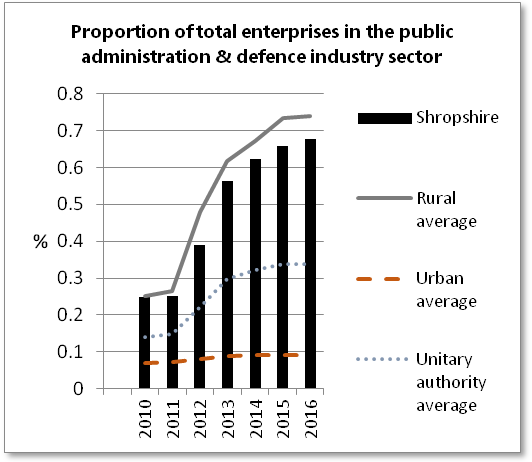 Proportion of total enterprises in the public
administration & defence industry sector
0.8
0.7
0.6
0.5
0.4
0.3
0.2
0.1
0
%
2010
2011
2012
2013
2014
2015
2016
Shropshire
Rural
average
Urban
average
Unitary
authority
average